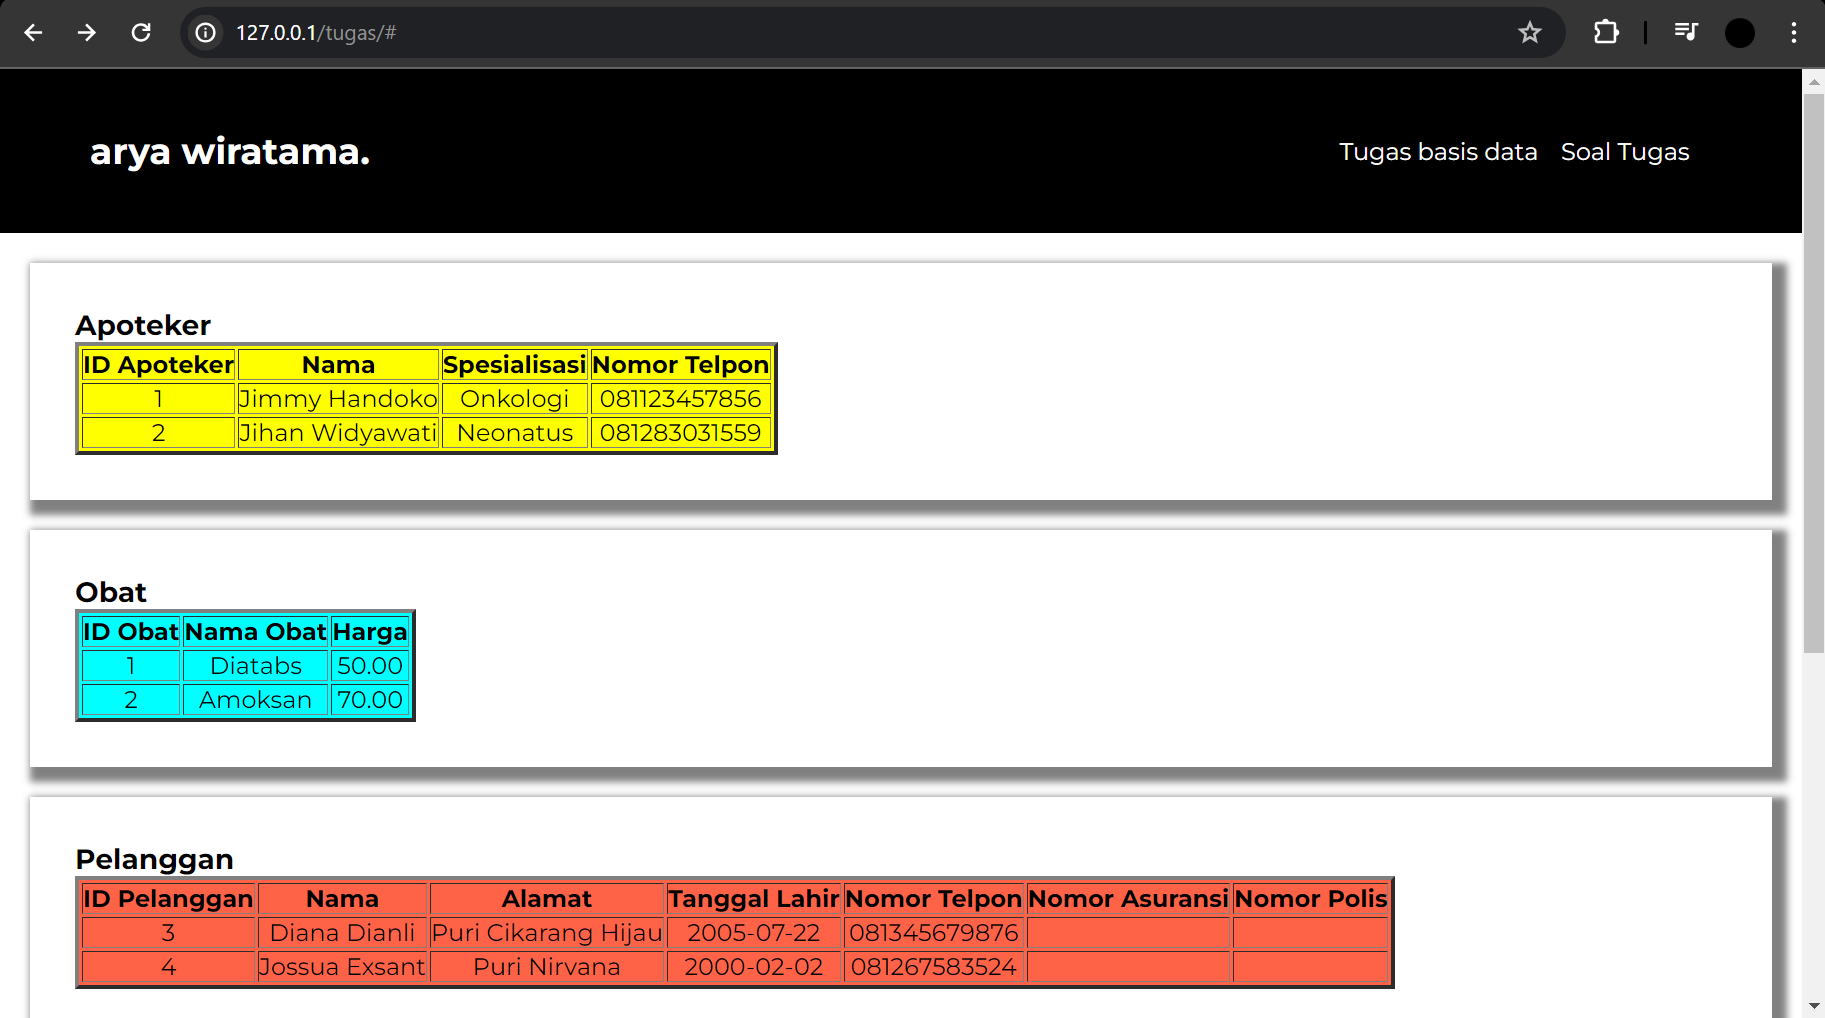 127.0.0.1/tugas/#
arya wiratama.
Tugas basis data Soal Tugas
Apoteker
ID Apoteker Nama Spesialisasi Nomor Telpon
1 Jimmy Handoko Onkologi 081123457856
2 Jihan Widyawati Neonatus 081283031559
Obat
ID Obat Nama Obat Harga
1 Diatabs 50.00
2 Amoksan 70.00
Pelanggan
ID Pelanggan Nama Alamat Tanggal Lahir Nomor Telpon Nomor Asuransi Nomor Polis
3 Diana Dianli Puri Cikarang Hijau 2005-07-22 081345679876
4 Jossua Exsant Puri Nirvana 2000-02-02 081267583524